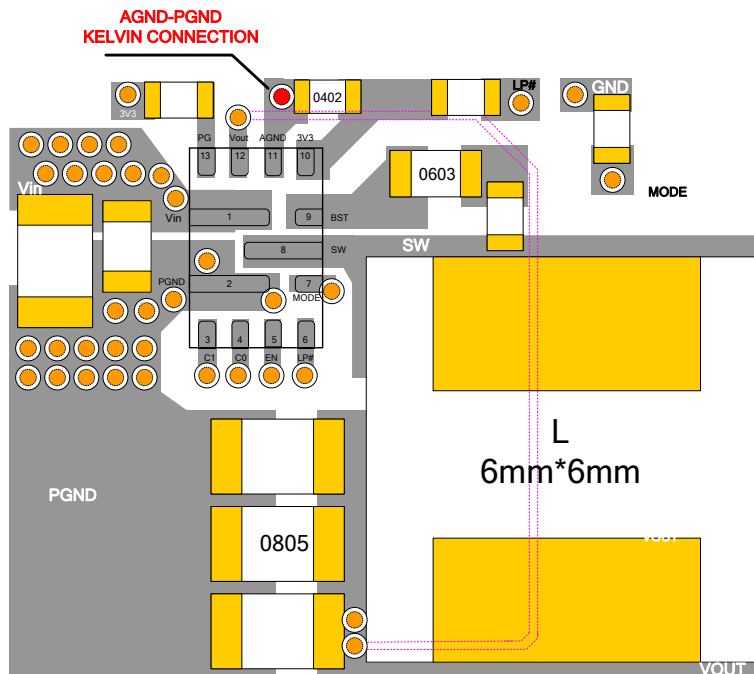 AGND-PGND
KELVIN CONNECTION
LP#
GND
0402
3V3
PG Vout AGND 3V3
13 12 11 10
0603
MODE
Vin
Vin 1 9 BST
8 SW
SW
PGND 2 7
MODE
3 4 5 6
C1 C0 EN LP#
L
6mm*6mm
PGND
0805
VOUT
VOUT